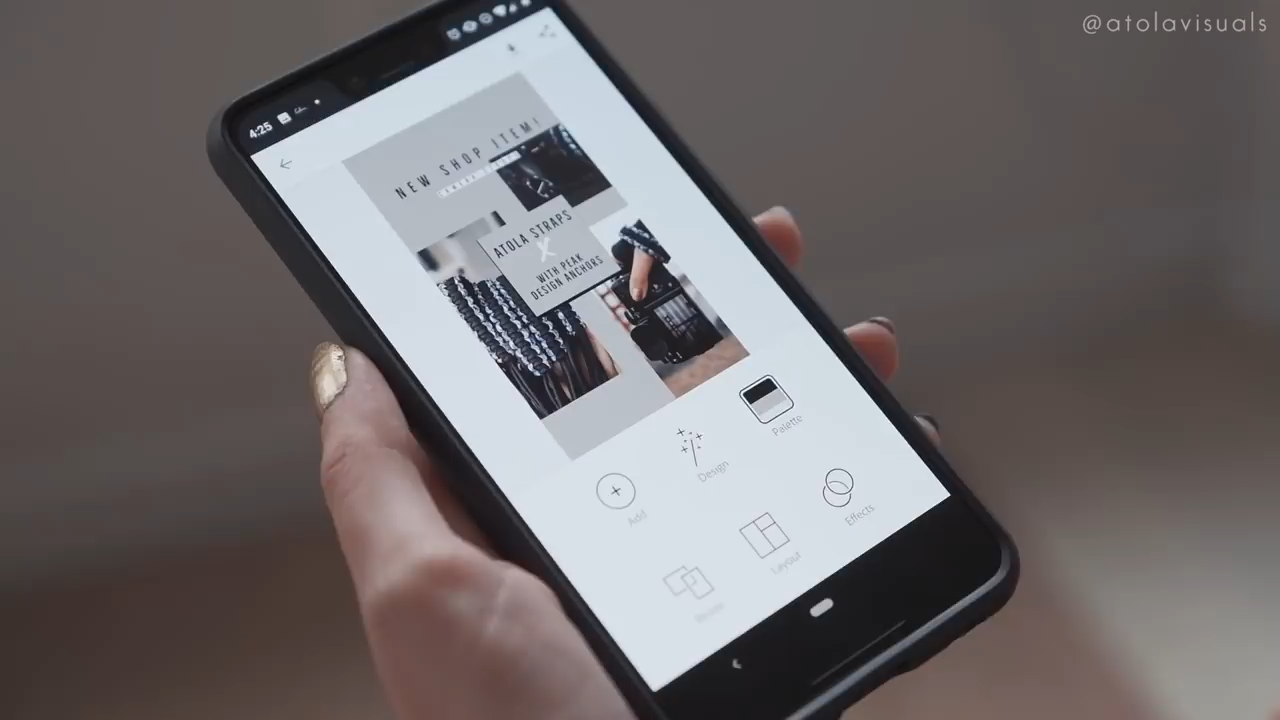 @atolavisuals
4:25
NEW SHOP ITEM!
ATOLA STRAPS
X
WITH PEAK
DESIGN ANCHORS
Palette
Design
Add
Effects
Layout